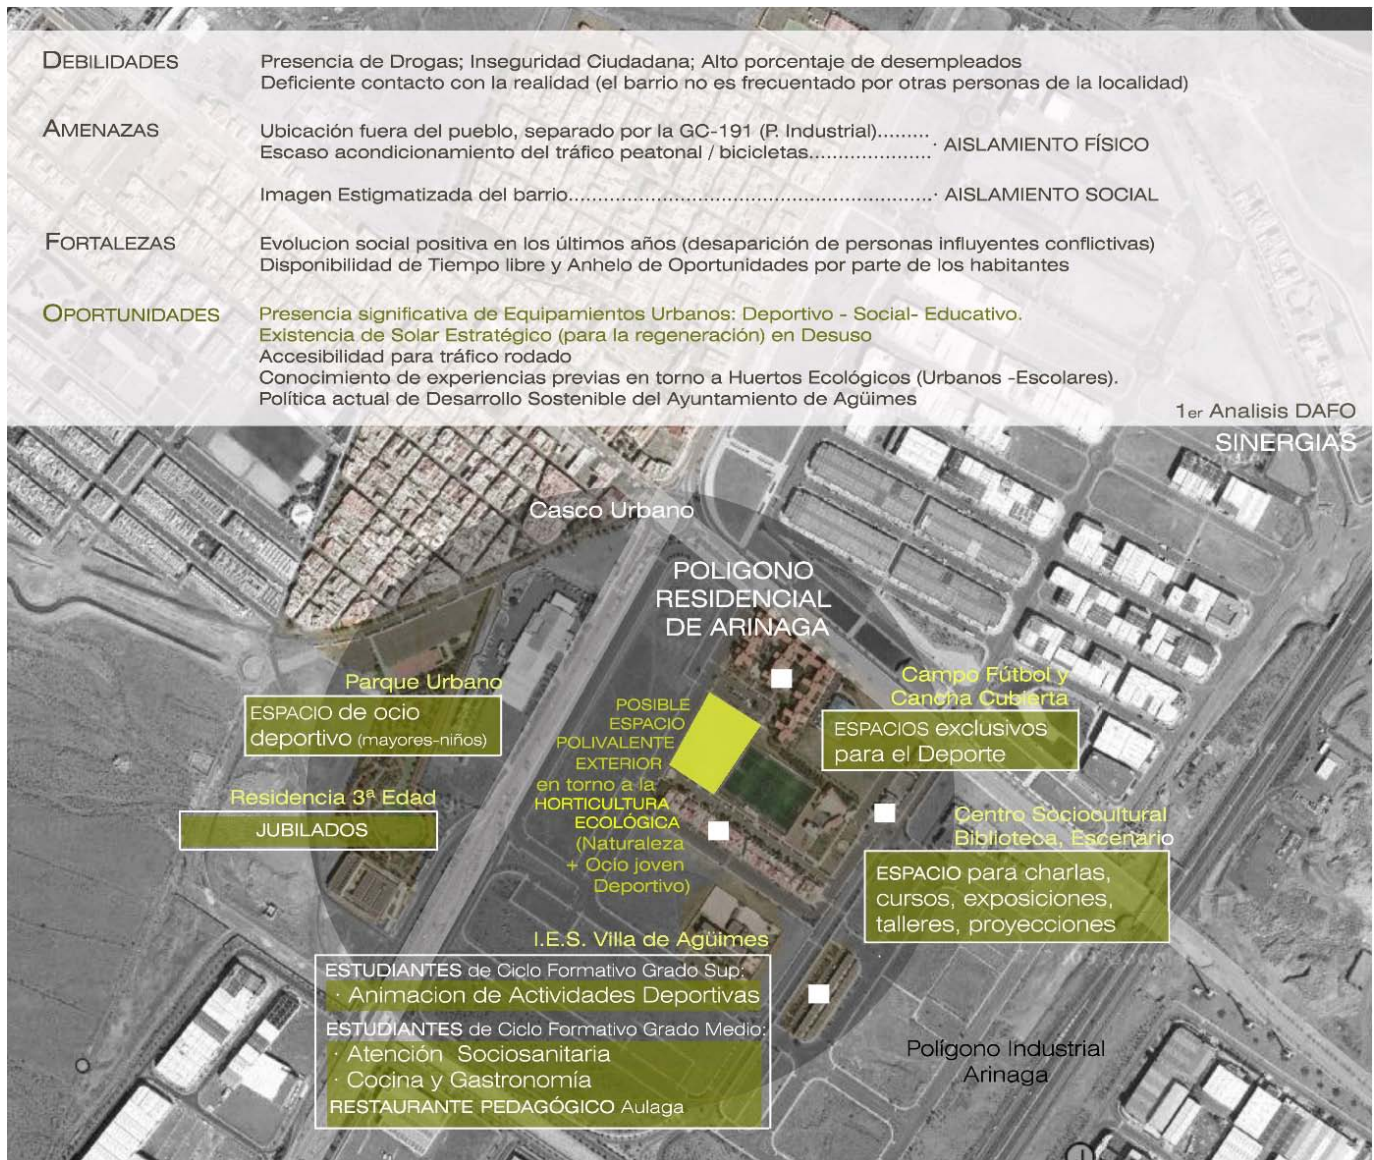 DEBILIDADES
Presencia de Drogas; Inseguridad Ciudadana; Alto porcentaje de desempleados
Deficiente contacto con la realidad (el barrio no es frecuentado por otras personas de la localidad)
AMENAZAS
Ubicación fuera del pueblo, separado por la GC-191 (P. Industrial).........
Escaso acondicionamiento del tráfico peatonal / bicicletas.....................· AISLAMIENTO FÍSICO
Imagen Estigmatizada del barrio..............................................................· AISLAMIENTO SOCIAL
FORTALEZAS
Evolucion social positiva en los últimos años (desaparición de personas influyentes conflictivas)
Disponibilidad de Tiempo libre y Anhelo de Oportunidades por parte de los habitantes
OPORTUNIDADES
Presencia significativa de Equipamientos Urbanos: Deportivo - Social- Educativo.
Existencia de Solar Estratégico (para la regeneración) en Desuso
Accesibilidad para tráfico rodado
Conocimiento de experiencias previas en torno a Huertos Ecológicos (Urbanos -Escolares).
Política actual de Desarrollo Sostenible del Ayuntamiento de Agüimes
1er Analisis DAFO
SINERGIAS
Casco Urbano
POLIGONO
RESIDENCIAL
DE ARINAGA
Parque Urbano
ESPACIO de ocio
deportivo (mayores-niños)
Residencia 3ª Edad
JUBILADOS
POSIBLE
ESPACIO
POLIVALENTE
EXTERIOR
en torno a la
HORTICULTURA
ECOLÓGICA
(Naturaleza
+ Ocio joven
Deportivo)
Campo Fútbol y
Cancha Cubierta
ESPACIOS exclusivos
para el Deporte
Centro Sociocultural
Biblioteca, Escenario
ESPACIO para charlas,
cursos, exposiciones,
talleres, proyecciones
I.E.S. Villa de Agüimes
ESTUDIANTES de Ciclo Formativo Grado Sup:
· Animacion de Actividades Deportivas
ESTUDIANTES de Ciclo Formativo Grado Medio:
· Atención Sociosanitaria
· Cocina y Gastronomía
RESTAURANTE PEDAGÓGICO Aulaga
Polígono Industrial
Arinaga